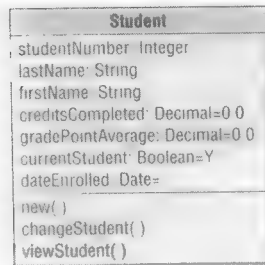 Student
studentNumber Integer
lastName: String
firstName String
creditsCompleted: Decimal=0 0
gradePointAverage: Decimal=0 0
currentStudent: Boolean=Y
dateEnrolled Date=
new( )
changeStudent( )
viewStudent( )